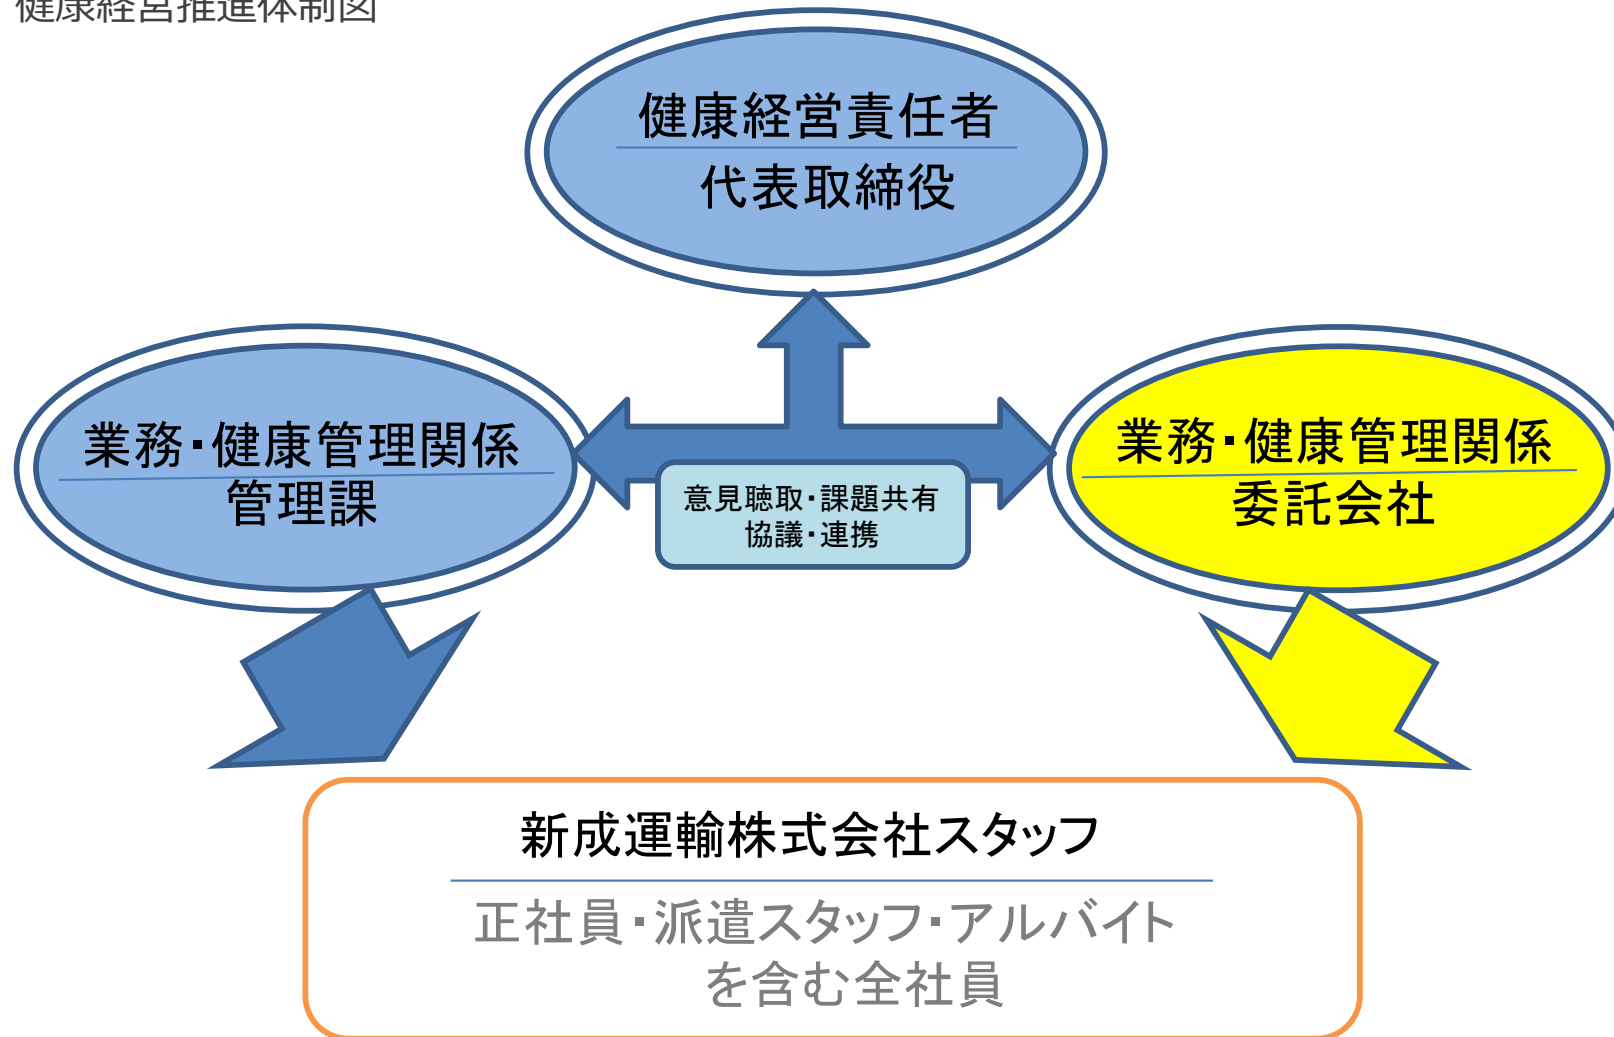 健康経営推進体制図
健康経営責任者
代表取締役
業務・健康管理関係
管理課
業務・健康管理関係
委託会社
意見聴取・課題共有
協議・連携
新成運輸株式会社スタッフ
正社員・派遣スタッフ・アルバイト
を含む全社員